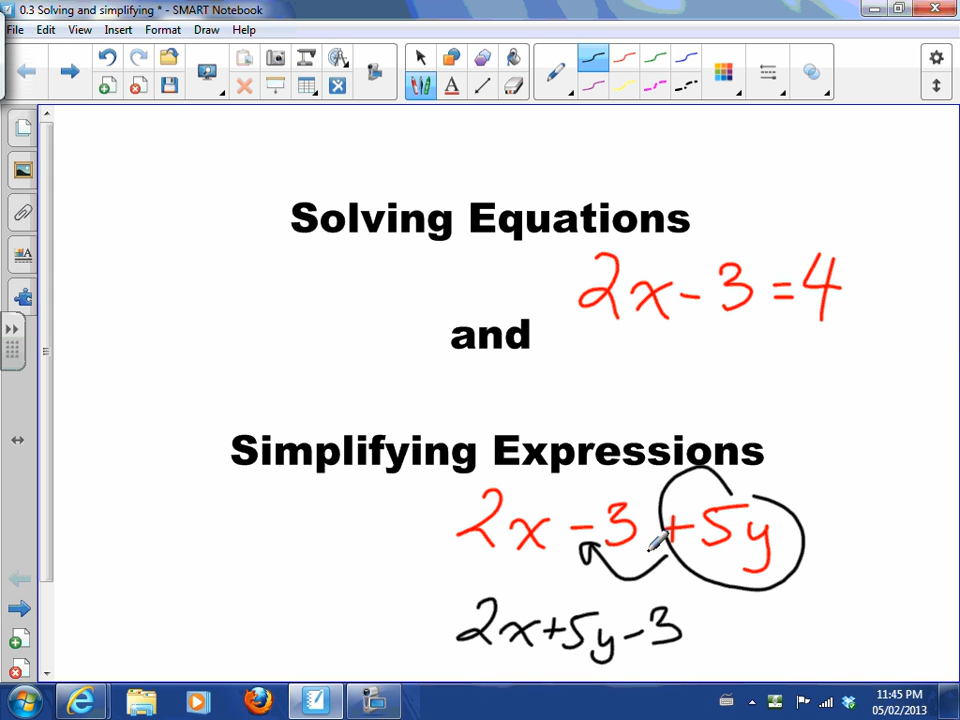 0.3 Solving and simplifying * - SMART Notebook
File Edit View Insert Format Draw Help
Solving Equations
2x - 3 = 4
and
Simplifying Expressions
2x - 3 + 5y
2x + 5y - 3
11:45 PM
05/02/2013